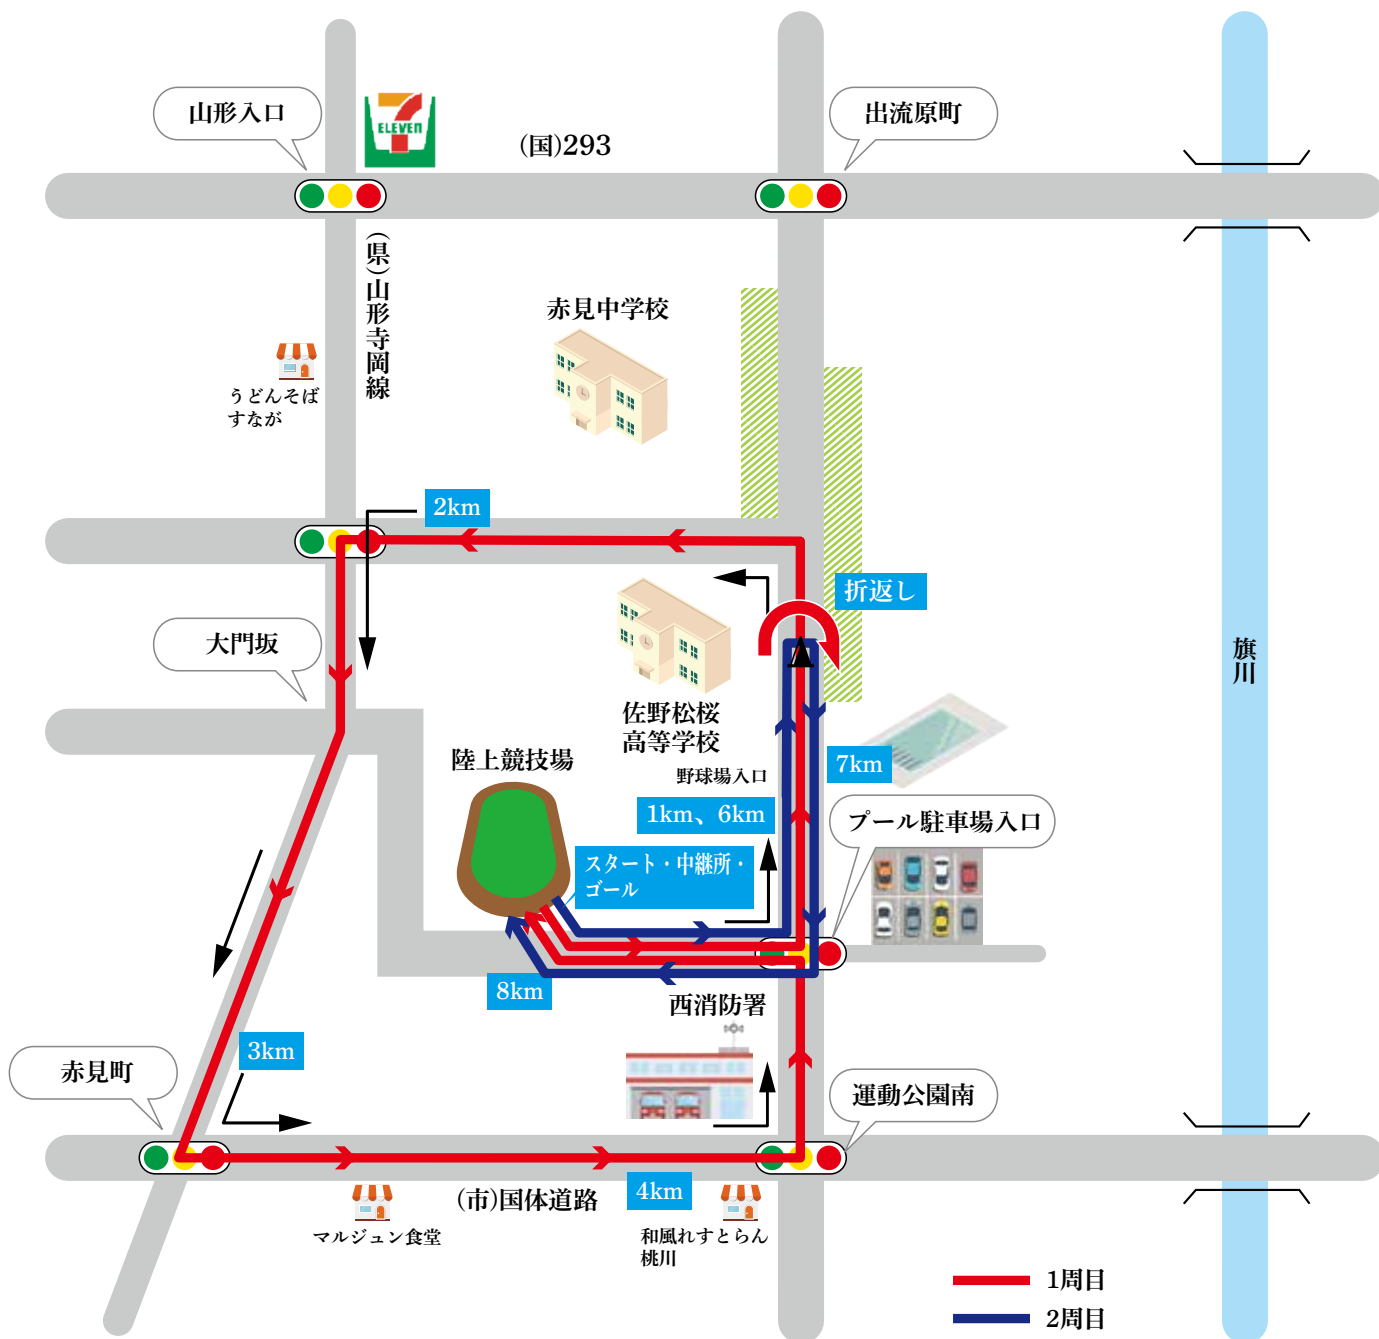 山形入口
ELEVEn
(国)293
出流原町
(県)山形寺岡線
赤見中学校
うどんそば
すなが
2km
折返し
大門坂
旗川
佐野松桜
高等学校
陸上競技場
野球場入口
7km
1km、6km
プール駐車場入口
スタート・中継所・
ゴール
8km
西消防署
3km
赤見町
運動公園南
4km
(市)国体道路
マルジュン食堂
和風れすとらん
桃川
1周目
2周目